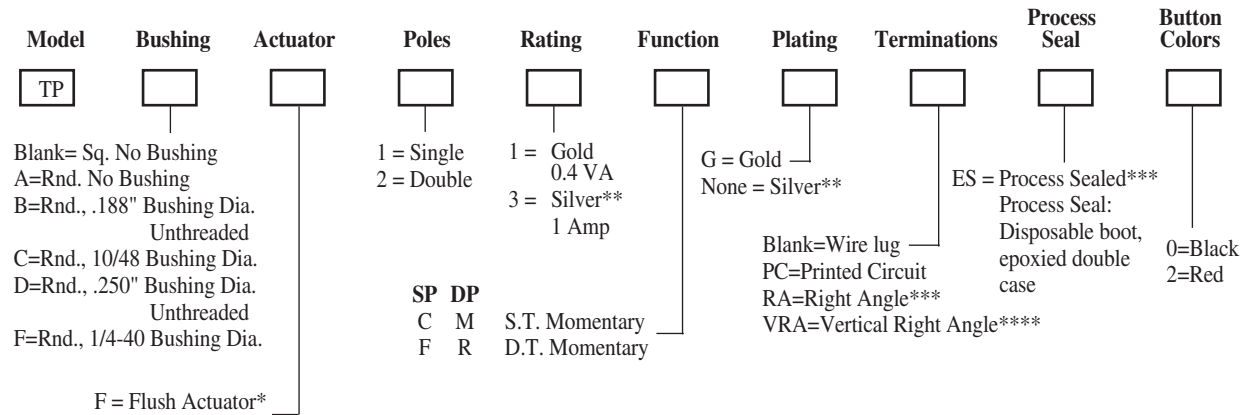 Model Bushing Actuator Poles Rating Function Plating Terminations Process Seal Button Colors
TP
Blank= Sq. No Bushing
A=Rnd. No Bushing
B=Rnd., .188" Bushing Dia.
Unthreaded
C=Rnd., 10/48 Bushing Dia.
D=Rnd., .250" Bushing Dia.
Unthreaded
F=Rnd., 1/4-40 Bushing Dia.
F = Flush Actuator*
1 = Single
2 = Double
1 = Gold
0.4 VA
3 = Silver**
1 Amp
SP DP
C M S.T. Momentary
F R D.T. Momentary
G = Gold
None = Silver**
Blank=Wire lug
PC=Printed Circuit
RA=Right Angle***
VRA=Vertical Right Angle****
ES = Process Sealed***
Process Seal:
Disposable boot,
epoxied double
case
0=Black
2=Red